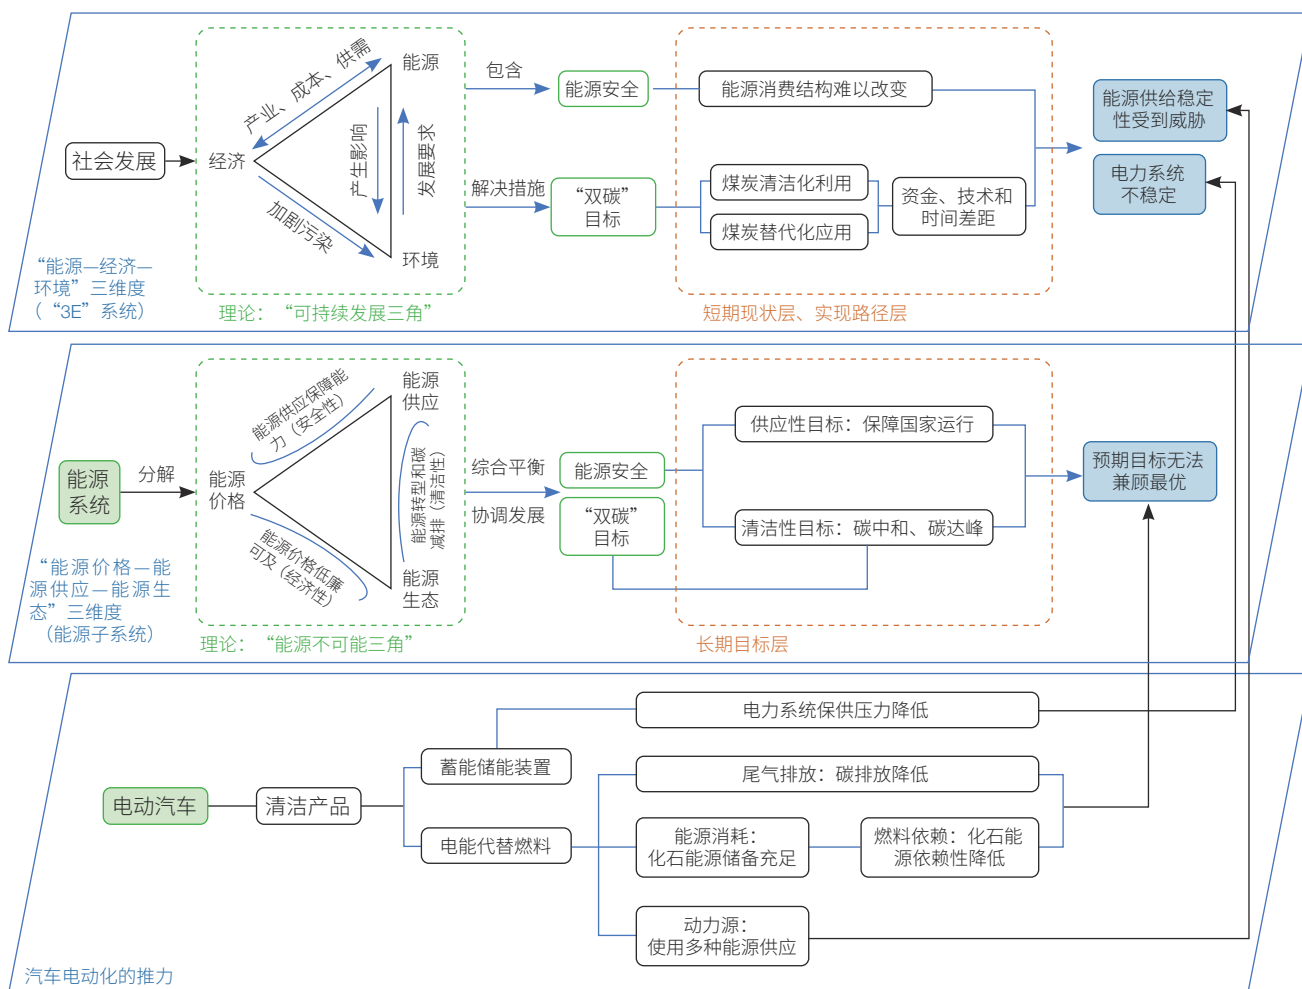 社会发展
能源
经济
环境
产业、成本、供需
产生影响
发展要求
加剧污染
“能源—经济—
环境”三维度
（“3E”系统）
理论：“可持续发展三角”
包含
能源安全
解决措施
“双碳”
目标
能源消费结构难以改变
煤炭清洁化利用
煤炭替代化应用
资金、技术和
时间差距
短期现状层、实现路径层
能源供给稳定
性受到威胁
电力系统
不稳定
能源
系统
分解
能源
价格
能源
供应
能源
生态
能源供应保障能
力（安全性）
能源转型和碳
减排（清洁性）
能源价格低廉
可及（经济性）
“能源价格—能
源供应—能源生
态”三维度
（能源子系统）
理论：“能源不可能三角”
综合平衡
协调发展
能源安全
“双碳”
目标
供应性目标：保障国家运行
清洁性目标：碳中和、碳达峰
长期目标层
预期目标无法
兼顾最优
电动汽车
清洁产品
蓄能储能装置
电能代替燃料
电力系统保供压力降低
尾气排放：碳排放降低
能源消耗：
化石能源储备充足
燃料依赖：化石能
源依赖性降低
动力源：
使用多种能源供应
汽车电动化的推力